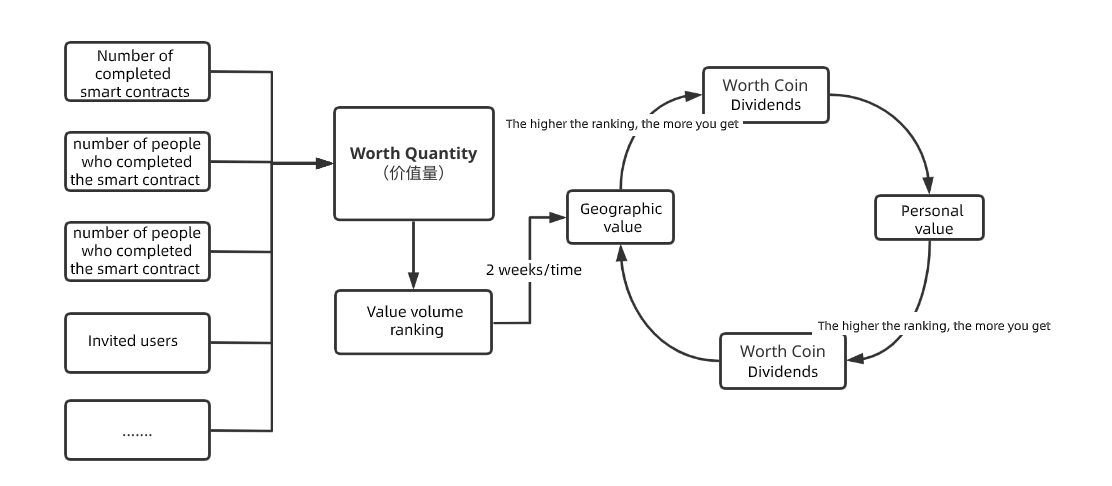 Number of
completed
smart contracts
number of people
who completed
the smart contract
number of people
who completed
the smart contract
Invited users
.......
Worth Quantity
（价值量）
Value volume
ranking
2 weeks/time
Geographic
value
The higher the ranking, the more you get
Worth Coin
Dividends
Personal
value
The higher the ranking, the more you get
Worth Coin
Dividends